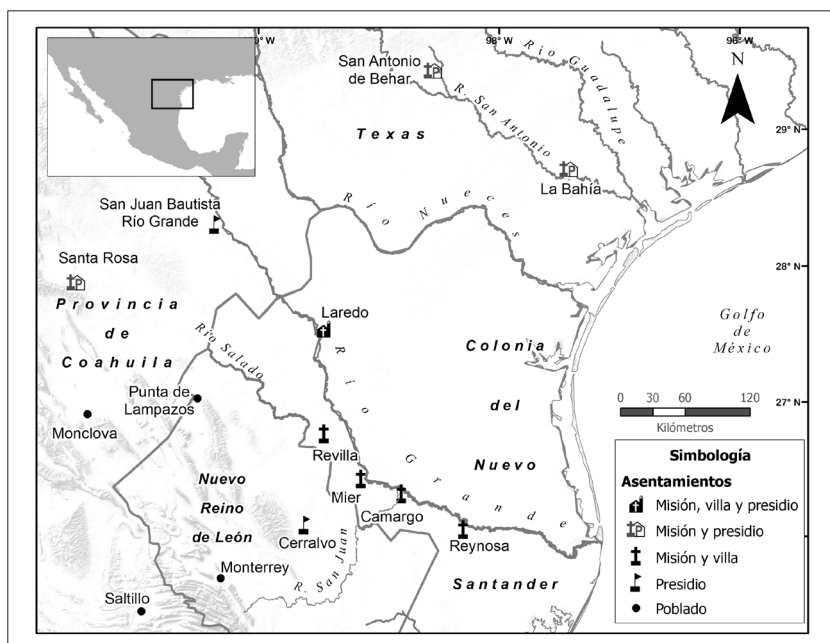 ° W
98° W
96° W
N
San Antonio
de Behar
Río Guadalupe
R. San Antonio
Texas
29° N
La Bahía
San Juan Bautista
Río Grande
Río Nueces
Santa Rosa
28° N
Provincia
de
Coahuila
Laredo
Golfo
de
México
Río Salado
Colonia
Río Grande
Punta de
Lampazos
del
0 30 60 120
Kilómetros
27° N
Monclova
Revilla
Nuevo
Simbología
Asentamientos
Misión, villa y presidio
Misión y presidio
Misión y villa
Presidio
Poblado
Nuevo
Reino
de León
Mier
Camargo
Cerralvo
Reynosa
R. San Juan
Monterrey
Santander
Saltillo